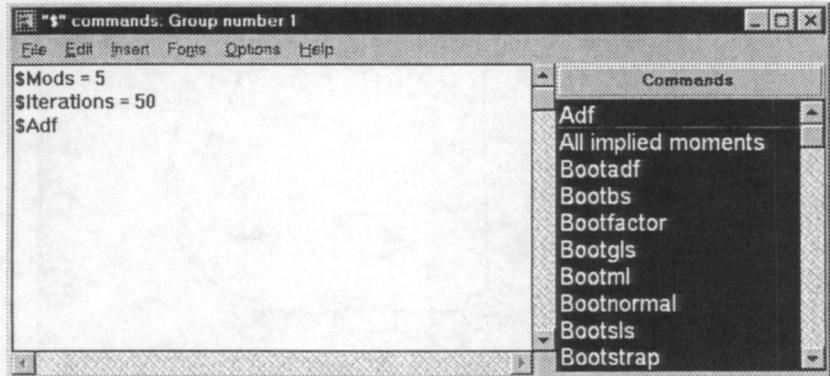 "$" commands: Group number 1
File Edit Insert Fonts Options Help
$Mods = 5
$Iterations = 50
$Adf
Commands
Adf
All implied moments
Bootadf
Bootbs
Bootfactor
Bootgls
Bootml
Bootnormal
Bootsls
Bootstrap